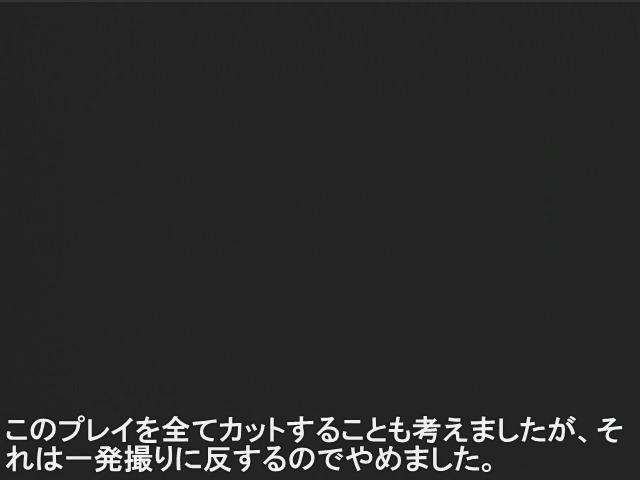 このプレイを全てカットすることも考えましたが、そ
れは一発撮りに反するのでやめました。